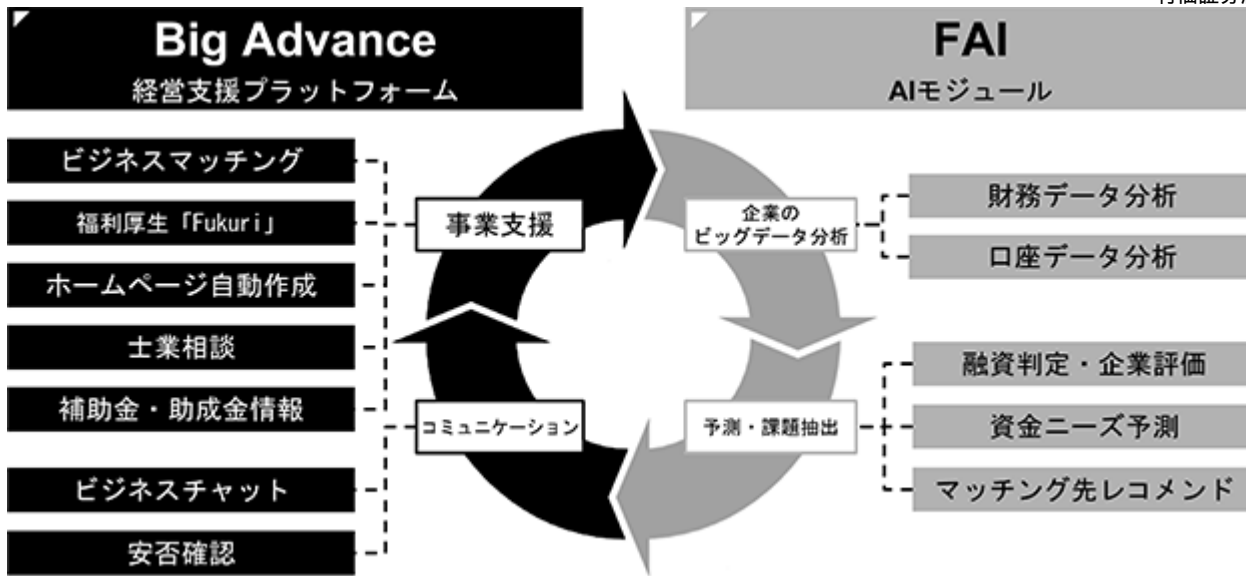 Big Advance
経営支援プラットフォーム
FAI
AIモジュール
ビジネスマッチング
福利厚生「Fukuri」
ホームページ自動作成
士業相談
補助金・助成金情報
ビジネスチャット
安否確認
事業支援
コミュニケーション
企業の
ビッグデータ分析
予測・課題抽出
財務データ分析
口座データ分析
融資判定・企業評価
資金ニーズ予測
マッチング先レコメンド